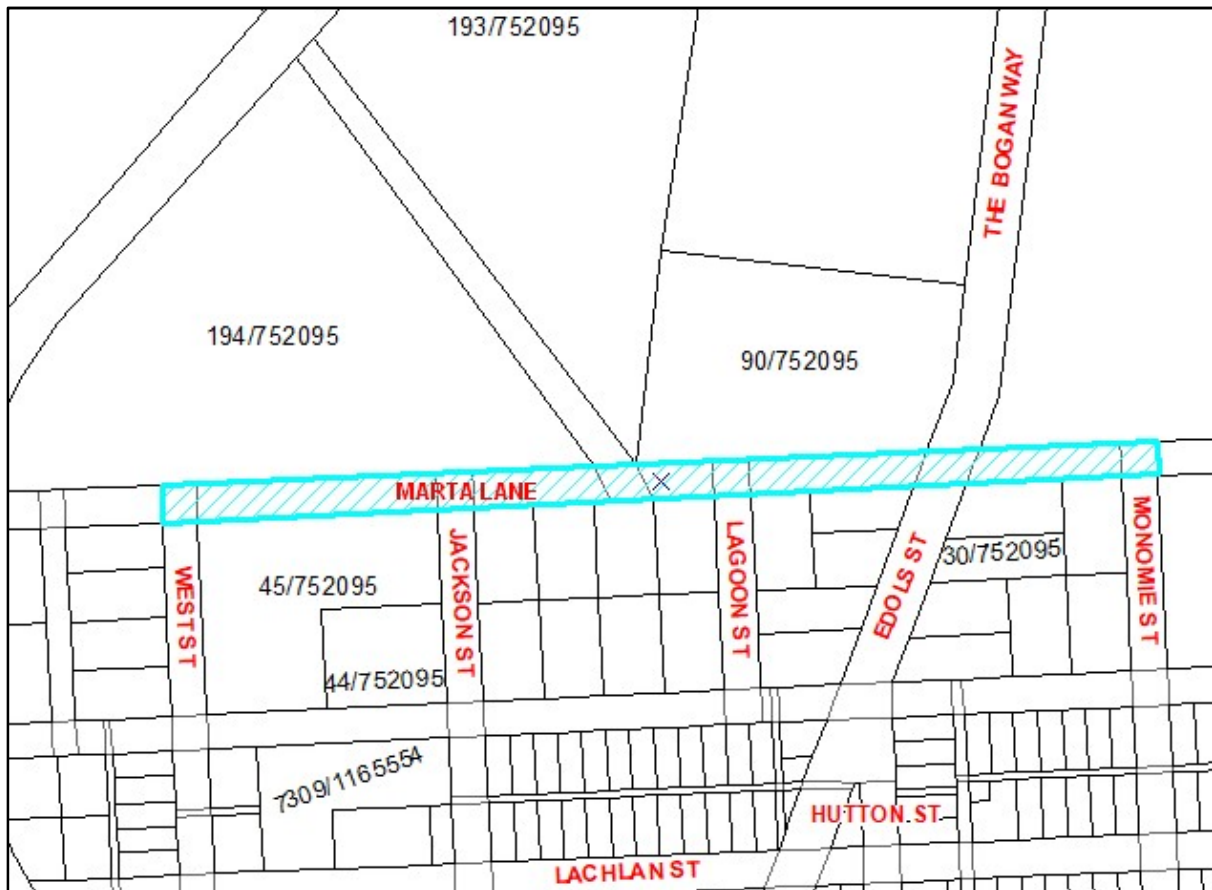 193/752095
THE BOGAN WAY
194/752095
90/752095
MARTA LANE
WEST ST
45/752095
JACKSON ST
LAGOON ST
EDOLS ST
30/752095
MONOMIE ST
44/752095
7309/1165554
HUTTON ST
LACHLAN ST